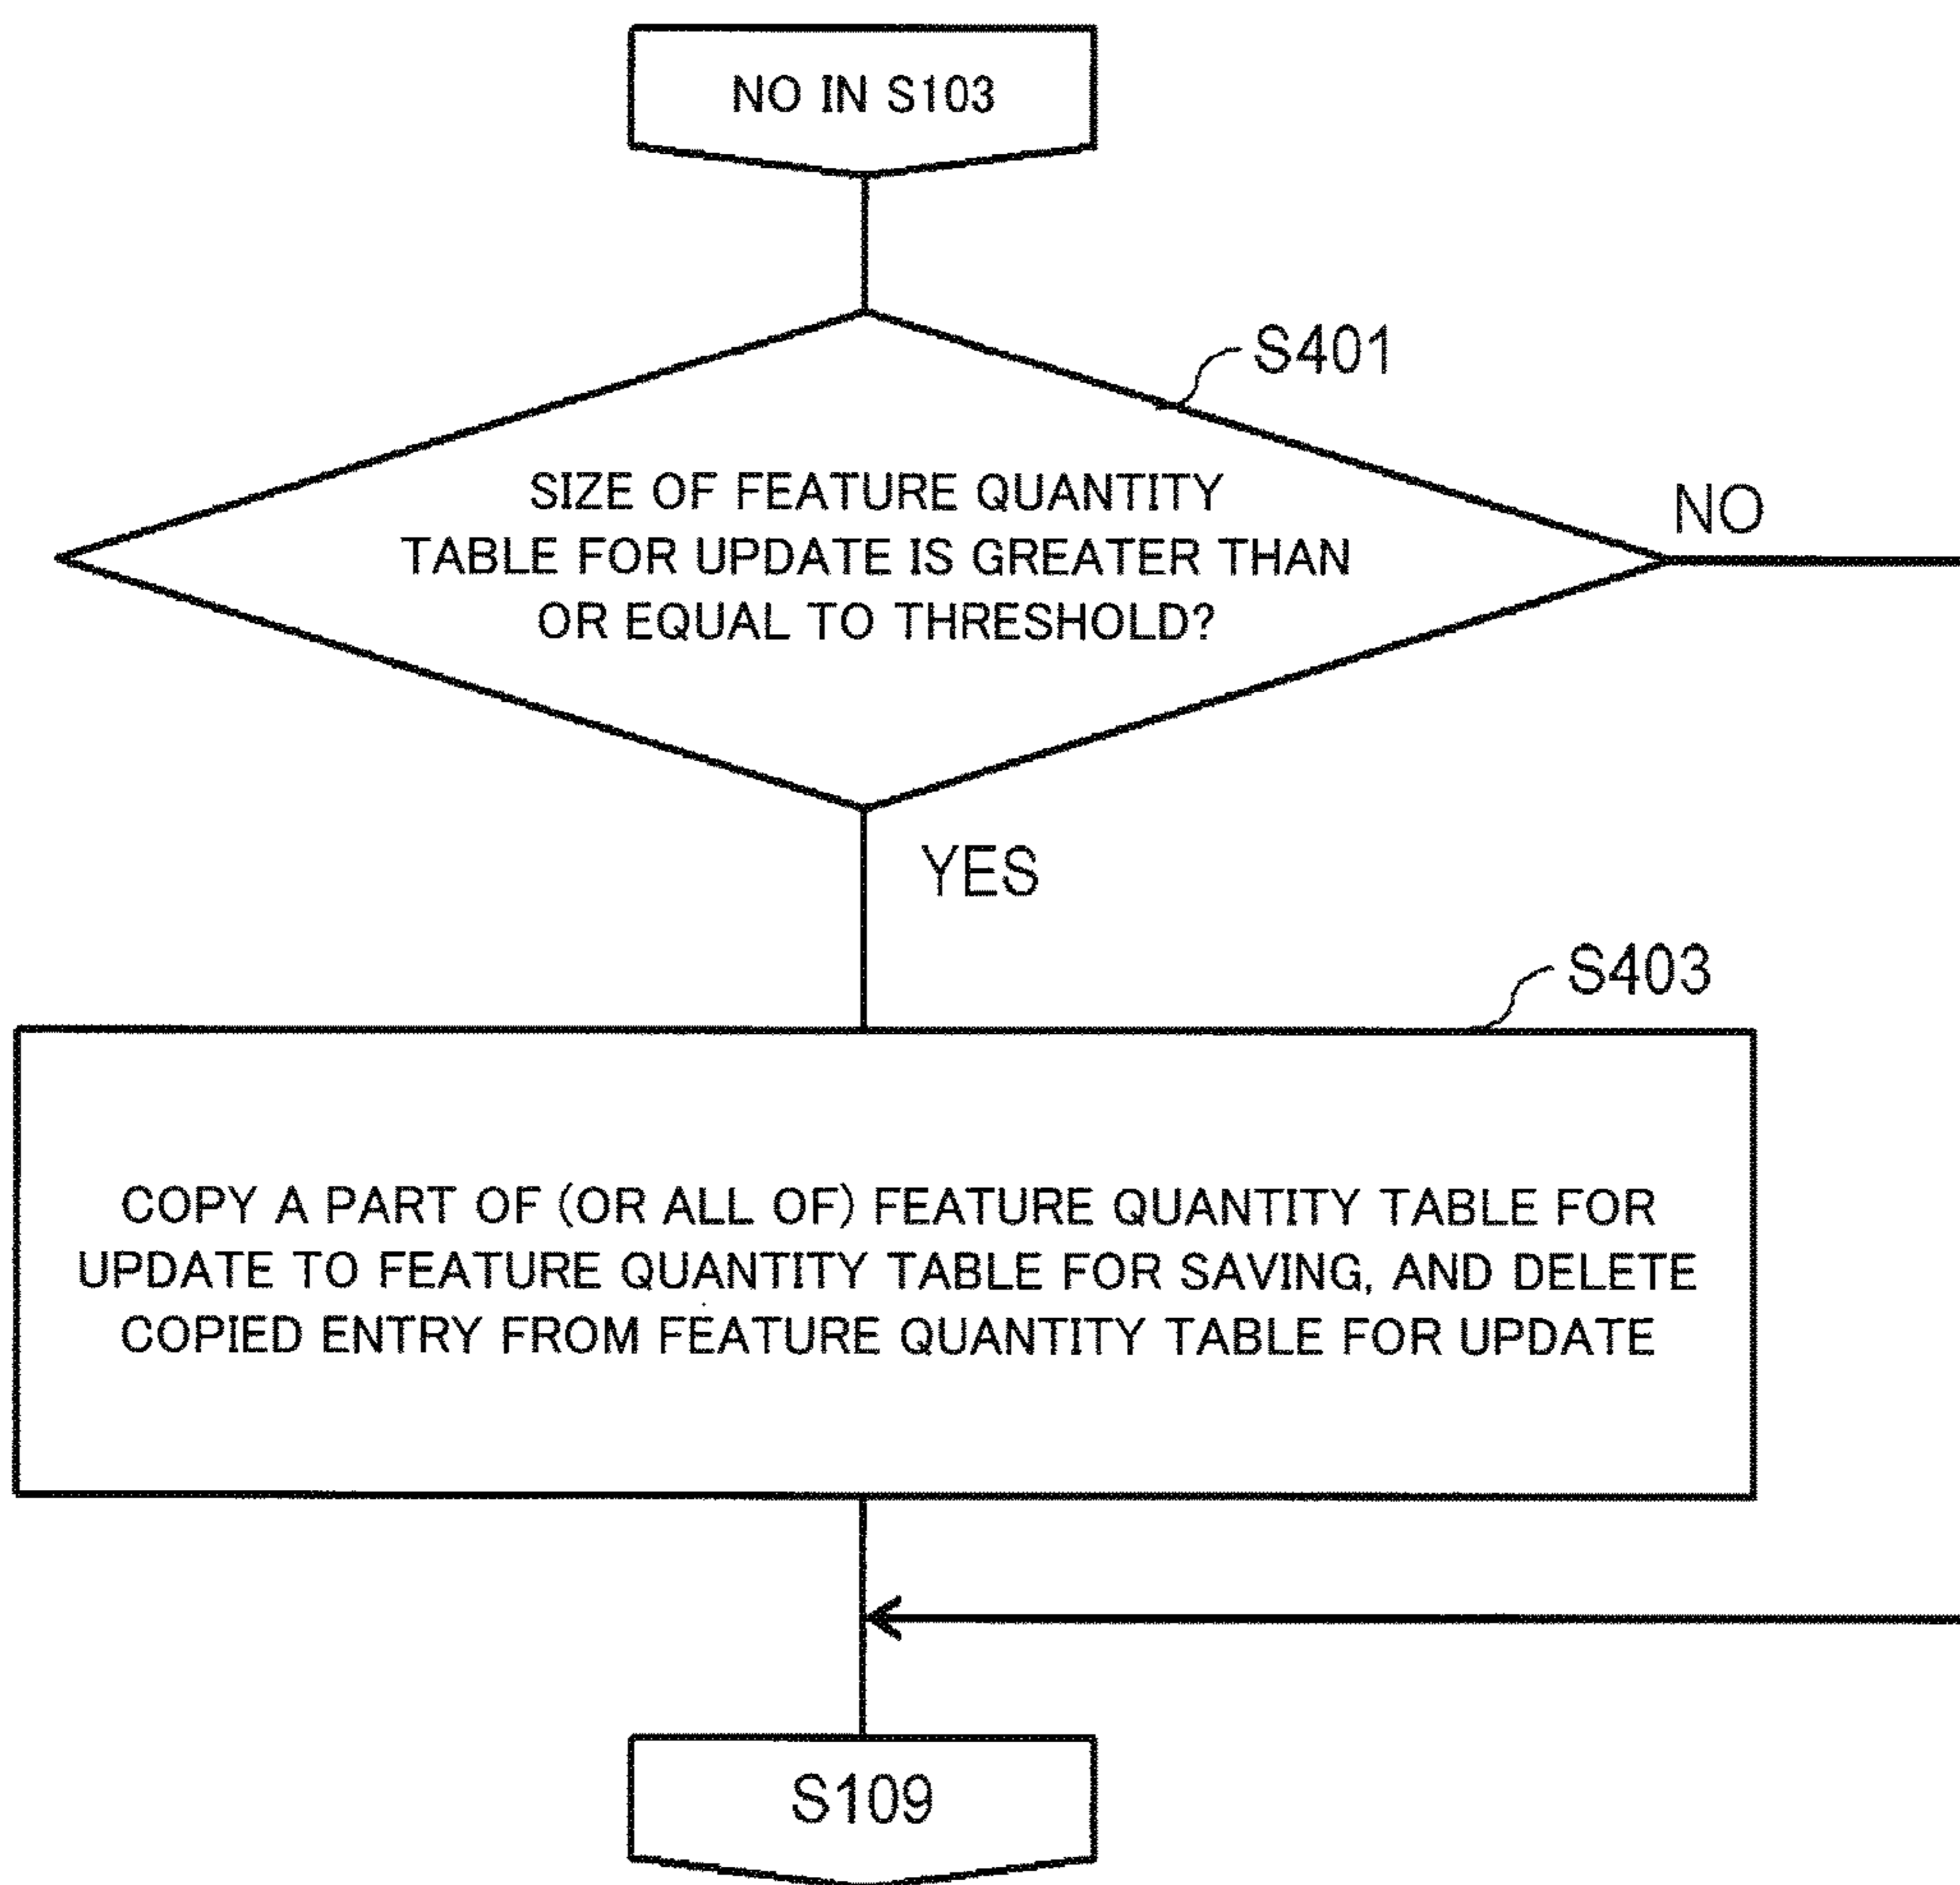 NO IN S103
S401
SIZE OF FEATURE QUANTITY
TABLE FOR UPDATE IS GREATER THAN
OR EQUAL TO THRESHOLD?
NO
YES
S403
COPY A PART OF (OR ALL OF) FEATURE QUANTITY TABLE FOR
UPDATE TO FEATURE QUANTITY TABLE FOR SAVING, AND DELETE
COPIED ENTRY FROM FEATURE QUANTITY TABLE FOR UPDATE
S109